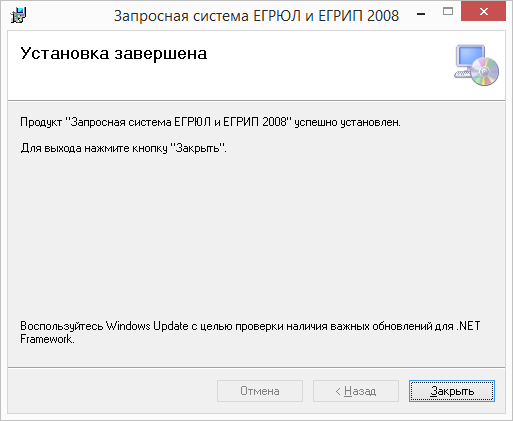 Запросная система ЕГРЮЛ и ЕГРИП 2008
Установка завершена
Продукт "Запросная система ЕГРЮЛ и ЕГРИП 2008" успешно установлен.
Для выхода нажмите кнопку "Закрыть".
Воспользуйтесь Windows Update с целью проверки наличия важных обновлений для .NET
Framework.
Отмена
< Назад
Закрыть